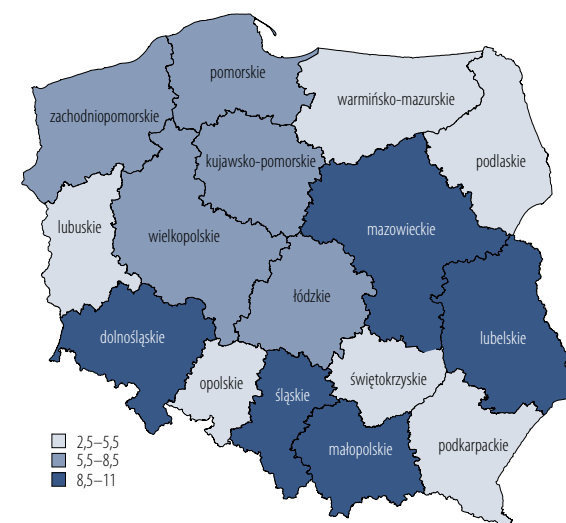 pomorskie
warmińsko-mazurskie
zachodniopomorskie
kujawsko-pomorskie
podlaskie
lubuskie
wielkopolskie
mazowieckie
łódzkie
dolnośląskie
lubelskie
opolskie
świętokrzyskie
śląskie
małopolskie
podkarpackie
2,5–5,5
5,5–8,5
8,5–11